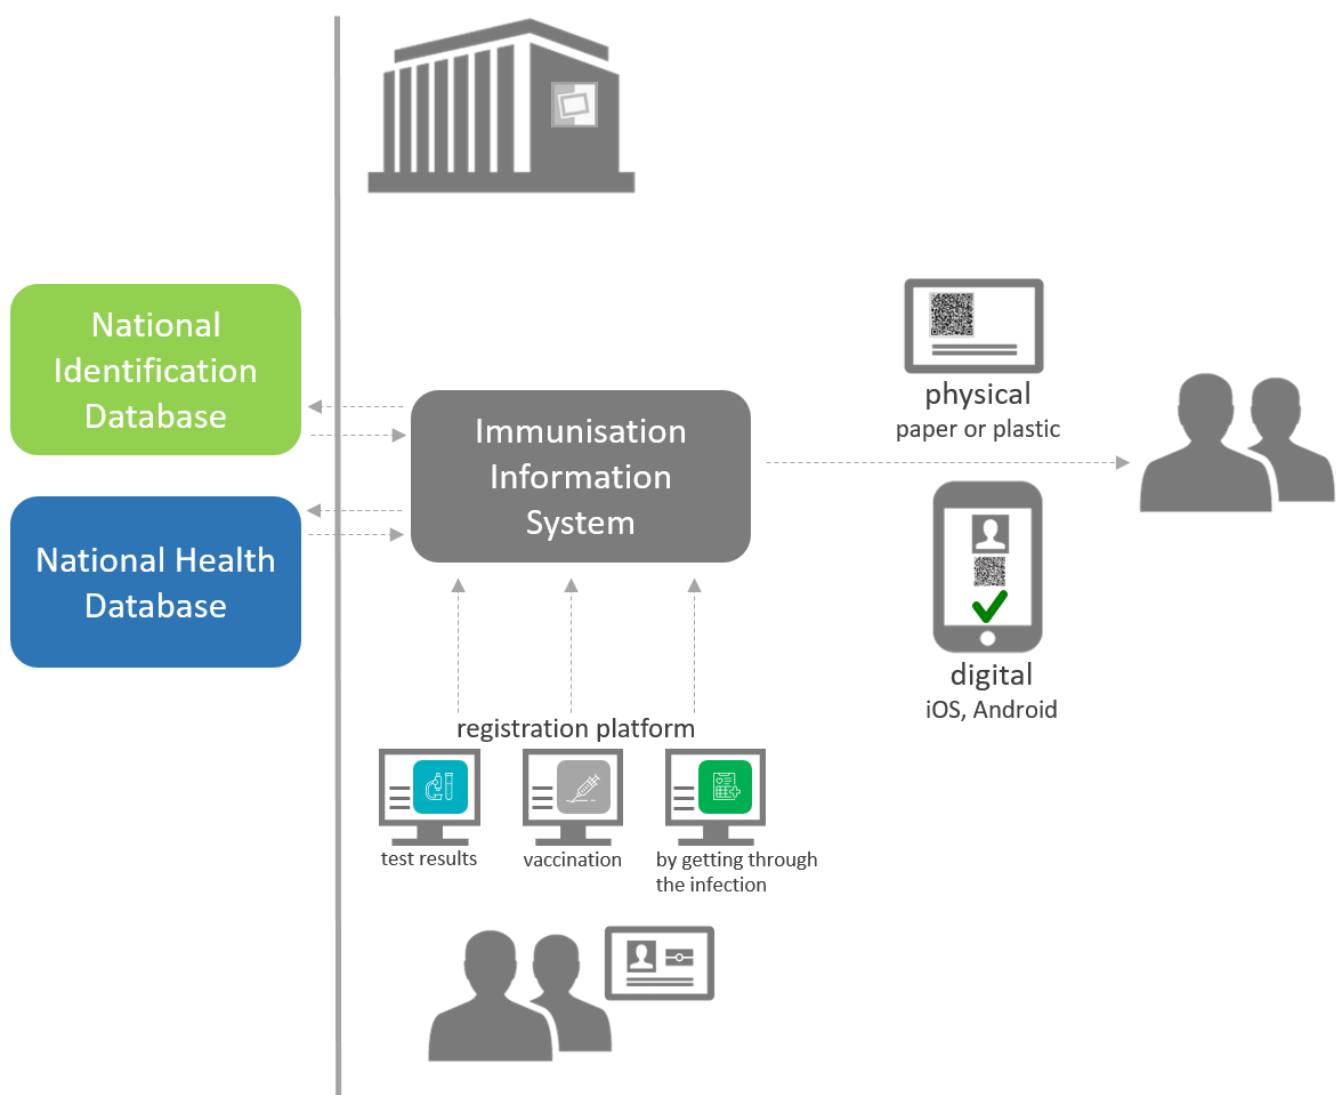 National
Identification
Database
National Health
Database
Immunisation
Information
System
physical
paper or plastic
digital
iOS, Android
registration platform
test results
vaccination
by getting through
the infection